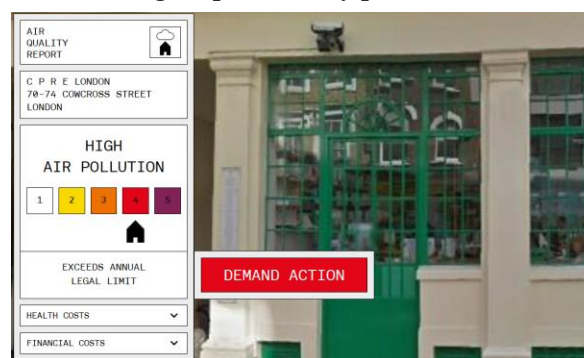 AIR
QUALITY
REPORT
C P R E LONDON
70-74 COWCROSS STREET
LONDON
HIGH
AIR POLLUTION
1 2 3 4 5
EXCEEDS ANNUAL
LEGAL LIMIT
DEMAND ACTION
HEALTH COSTS
FINANCIAL COSTS